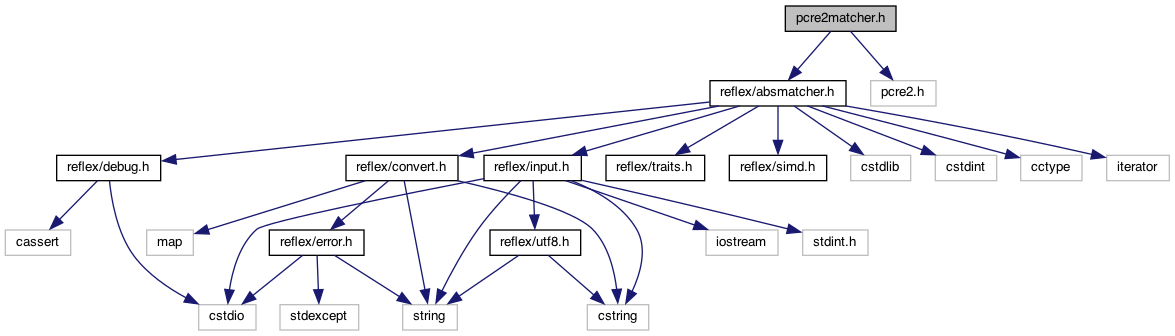 pcre2matcher.h
reflex/absmatcher.h
pcre2.h
reflex/debug.h
reflex/convert.h
reflex/input.h
reflex/traits.h
reflex/simd.h
cstdlib
cstdint
cctype
iterator
cassert
map
reflex/error.h
reflex/utf8.h
iostream
stdint.h
cstdio
stdexcept
string
cstring